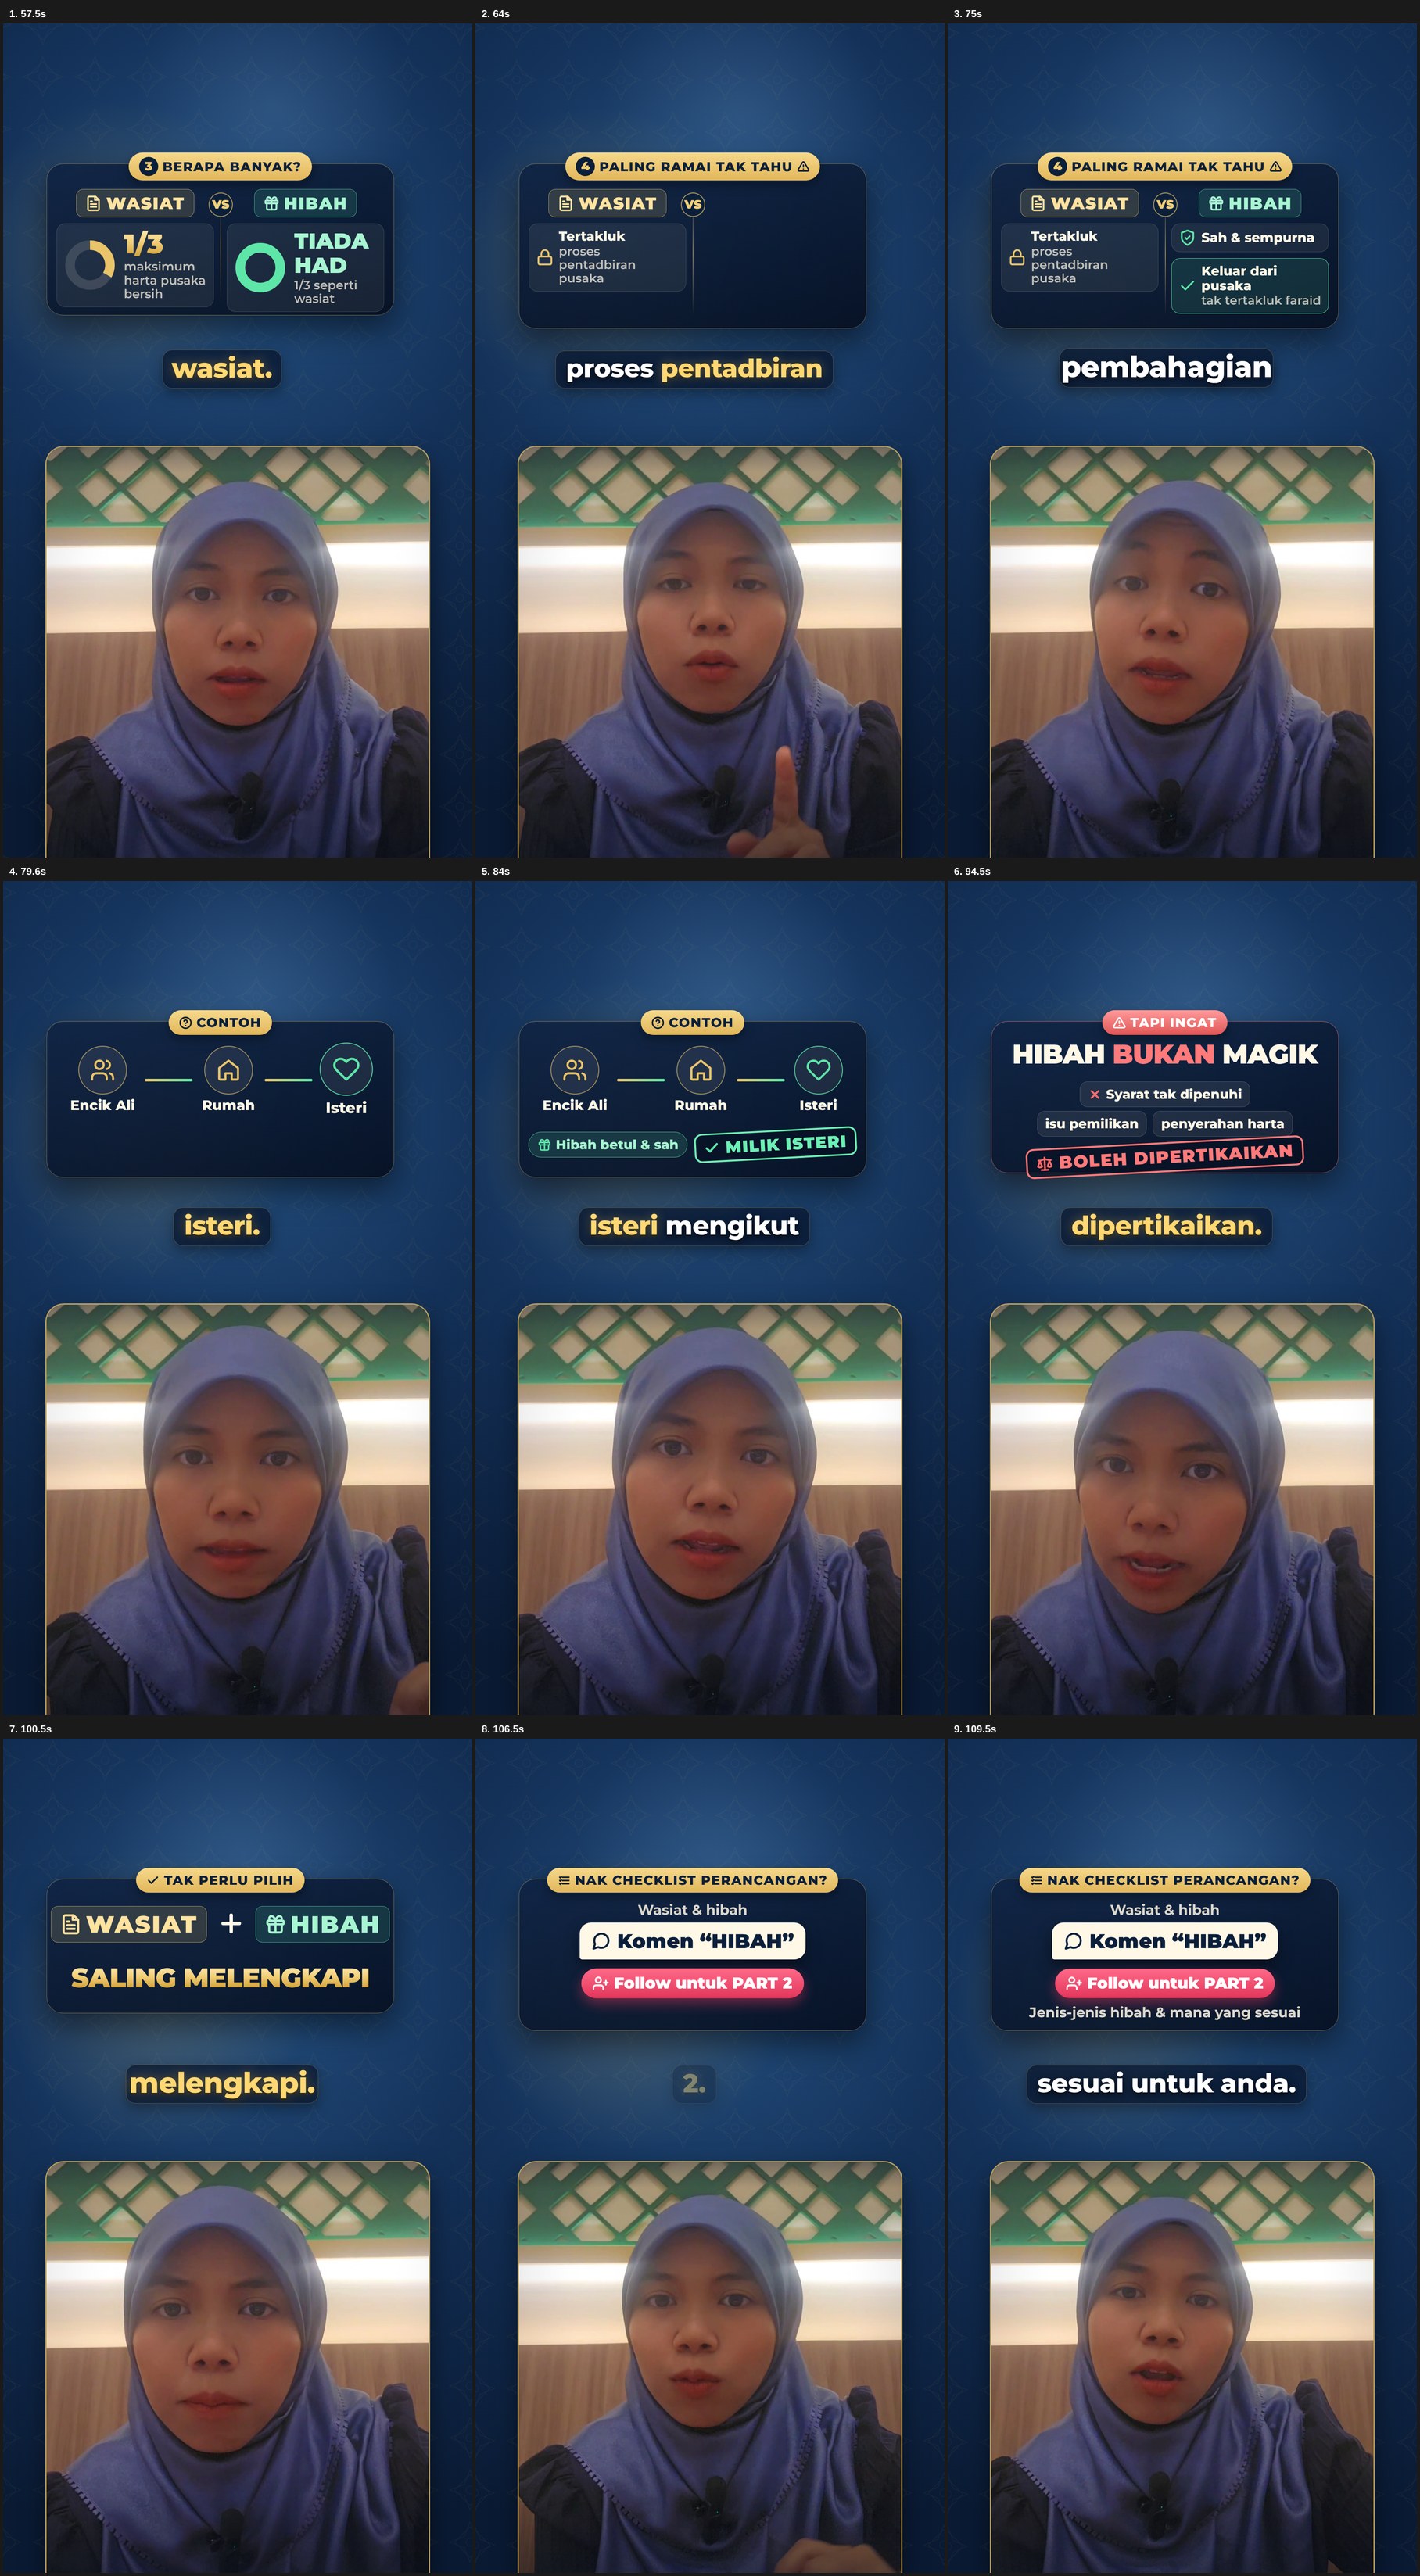 1. 57.5s
3 BERAPA BANYAK?
WASIAT
VS
HIBAH
1/3
maksimum
harta pusaka
bersih
TIADA
HAD
1/3 seperti
wasiat
wasiat.
2. 64s
4 PALING RAMAI TAK TAHU
WASIAT
VS
Tertakluk
proses
pentadbiran
pusaka
proses pentadbiran
3. 75s
4 PALING RAMAI TAK TAHU
WASIAT
VS
HIBAH
Tertakluk
proses
pentadbiran
pusaka
Sah & sempurna
Keluar dari
pusaka
tak tertakluk faraid
pembahagian
4. 79.6s
CONTOH
Encik Ali
Rumah
Isteri
isteri.
5. 84s
CONTOH
Encik Ali
Rumah
Isteri
Hibah betul & sah
MILIK ISTERI
isteri mengikut
6. 94.5s
TAPI INGAT
HIBAH BUKAN MAGIK
Syarat tak dipenuhi
isu pemilikan
penyerahan harta
BOLEH DIPERTIKAIKAN
dipertikaikan.
7. 100.5s
TAK PERLU PILIH
WASIAT + HIBAH
SALING MELENGKAPI
melengkapi.
8. 106.5s
NAK CHECKLIST PERANCANGAN?
Wasiat & hibah
Komen “HIBAH”
Follow untuk PART 2
2.
9. 109.5s
NAK CHECKLIST PERANCANGAN?
Wasiat & hibah
Komen “HIBAH”
Follow untuk PART 2
Jenis-jenis hibah & mana yang sesuai
sesuai untuk anda.